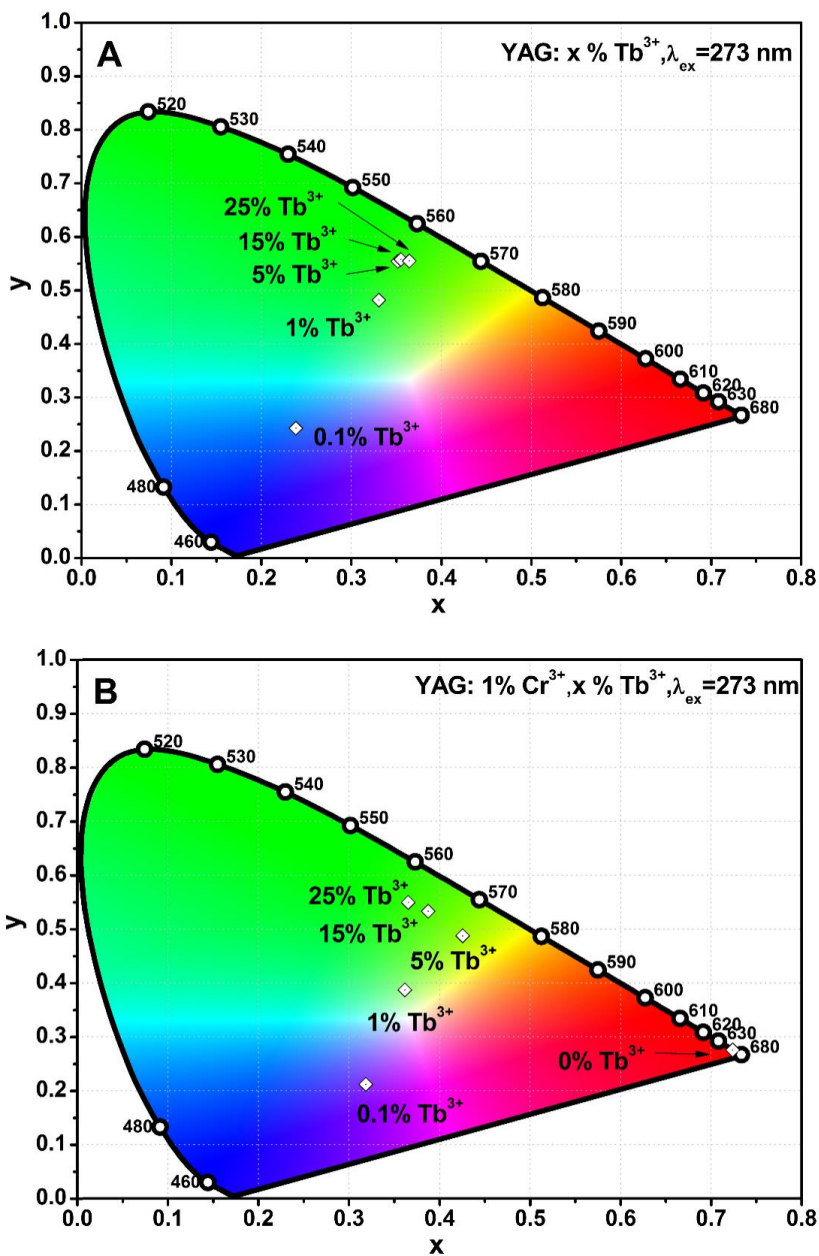 A
YAG: x % Tb³⁺,λₑₓ=273 nm
1.0
0.9
0.8
0.7
0.6
0.5
0.4
0.3
0.2
0.1
0.0
y
520
530
540
550
560
570
580
590
600
610
620
630
680
480
460
25% Tb³⁺
15% Tb³⁺
5% Tb³⁺
1% Tb³⁺
0.1% Tb³⁺
0.0 0.1 0.2 0.3 0.4 0.5 0.6 0.7 0.8
x
B
YAG: 1% Cr³⁺,x % Tb³⁺,λₑₓ=273 nm
1.0
0.9
0.8
0.7
0.6
0.5
0.4
0.3
0.2
0.1
0.0
y
520
530
540
550
560
570
580
590
600
610
620
630
680
480
460
25% Tb³⁺
15% Tb³⁺
5% Tb³⁺
1% Tb³⁺
0% Tb³⁺
0.1% Tb³⁺
0.0 0.1 0.2 0.3 0.4 0.5 0.6 0.7 0.8
x